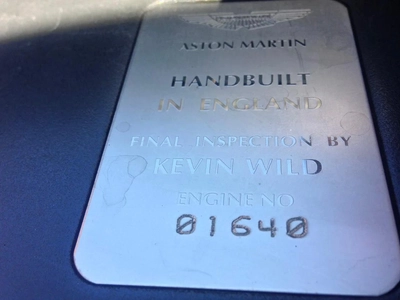 ASTON MARTIN
HANDBUILT
IN ENGLAND
FINAL INSPECTION BY
KEVIN WILD
ENGINE NO
01640